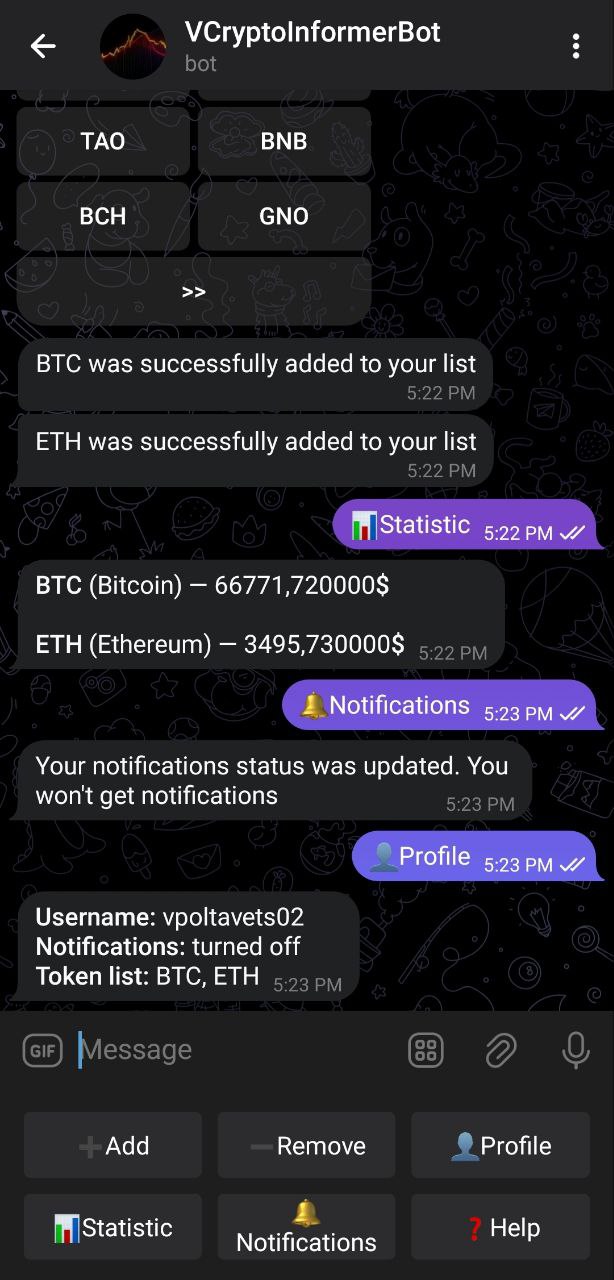 VCryptoInformerBot
bot
TAO
BNB
BCH
GNO
>>
BTC was successfully added to your list
5:22 PM
ETH was successfully added to your list
5:22 PM
📊Statistic 5:22 PM
BTC (Bitcoin) — 66771,720000$
ETH (Ethereum) — 3495,730000$ 5:22 PM
🔔Notifications 5:23 PM
Your notifications status was updated. You
won't get notifications 5:23 PM
👤Profile 5:23 PM
Username: vpoltavets02
Notifications: turned off
Token list: BTC, ETH 5:23 PM
GIF
Message
➕Add
➖Remove
👤Profile
📊Statistic
🔔
Notifications
❓Help